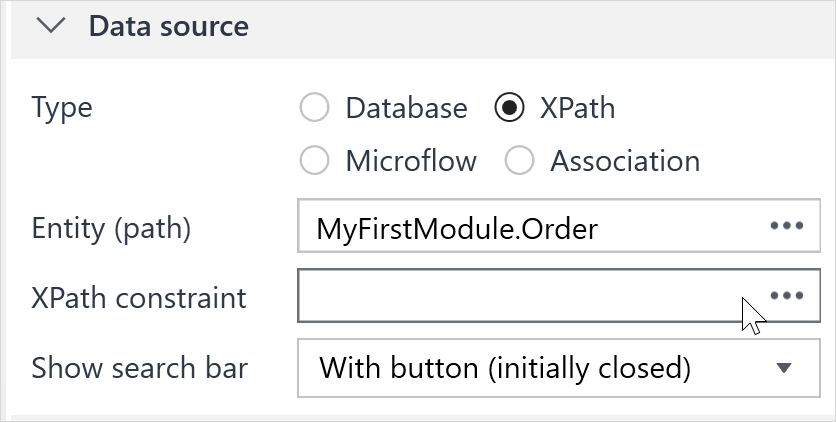 Data source
Type Database XPath
Microflow Association
Entity (path) MyFirstModule.Order •••
XPath constraint •••
Show search bar With button (initially closed)